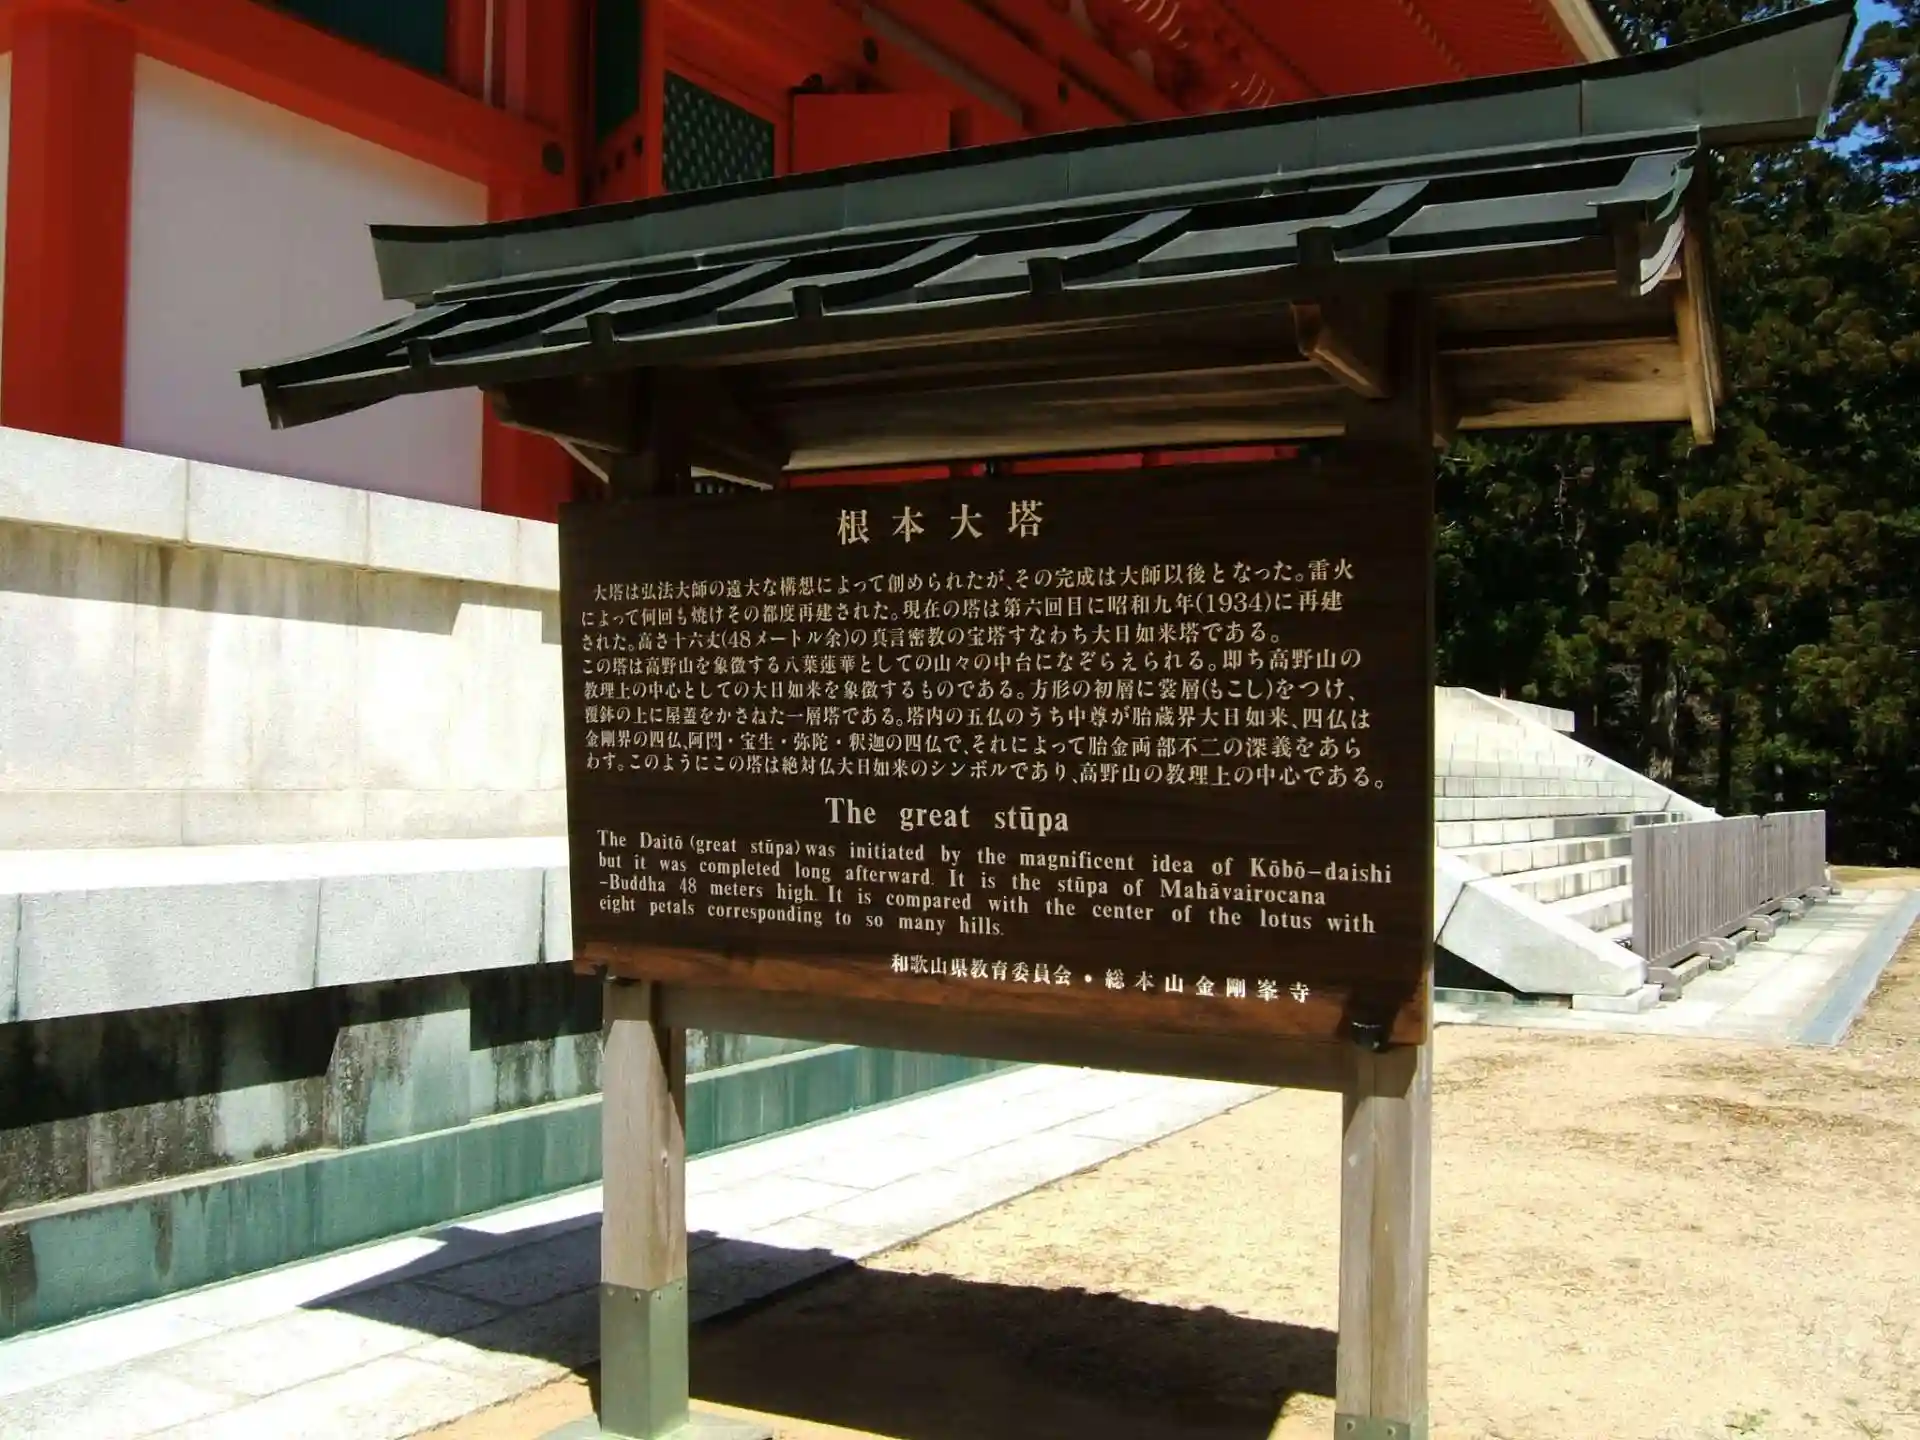 根本大塔
大塔は弘法大師の遠大な構想によって創められたが、その完成は大師以後となった。雷火
によって何回も焼けその都度再建された。現在の塔は第六回目に昭和九年(1934)に再建
された。高さ十六丈(48メートル余)の真言密教の宝塔すなわち大日如来塔である。
この塔は高野山を象徴する八葉蓮華としての山々の中台になぞらえられる。即ち高野山の
教理上の中心としての大日如来を象徴するものである。方形の初層に裳層(もこし)をつけ、
覆鉢の上に屋蓋をかさねた一層塔である。塔内の五仏のうち中尊が胎蔵界大日如来、四仏は
金剛界の四仏、阿閦・宝生・弥陀・釈迦の四仏で、それによって胎金両部不二の深義をあら
わす。このようにこの塔は絶対仏大日如来のシンボルであり、高野山の教理上の中心である。
The great stūpa
The Daitō (great stūpa) was initiated by the magnificent idea of Kōbō-daishi
but it was completed long afterward. It is the stūpa of Mahāvairocana
-Buddha 48 meters high. It is compared with the center of the lotus with
eight petals corresponding to so many hills.
和歌山県教育委員会・総本山金剛峯寺